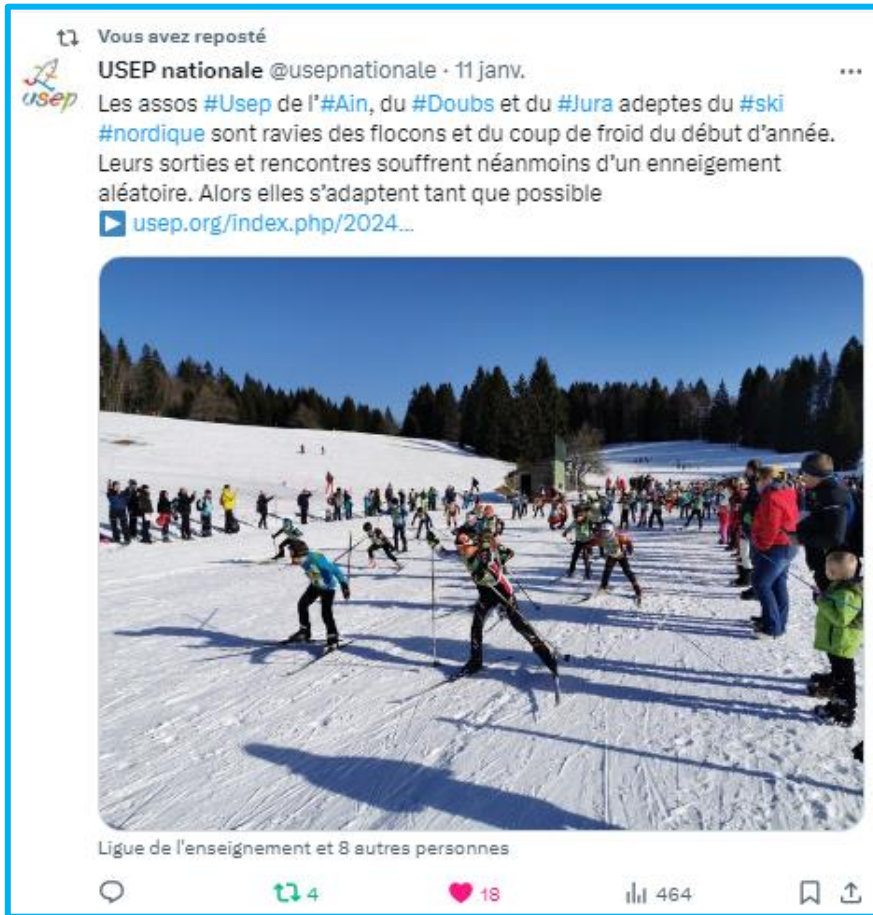 Vous avez reposté
USEP nationale @usepnationale · 11 janv.
usep
Les assos #Usep de l'#Ain, du #Doubs et du #Jura adeptes du #ski
#nordique sont ravies des flocons et du coup de froid du début d'année.
Leurs sorties et rencontres souffrent néanmoins d'un enneigement
aléatoire. Alors elles s'adaptent tant que possible
usep.org/index.php/2024...
Ligue de l'enseignement et 8 autres personnes
4 18 464